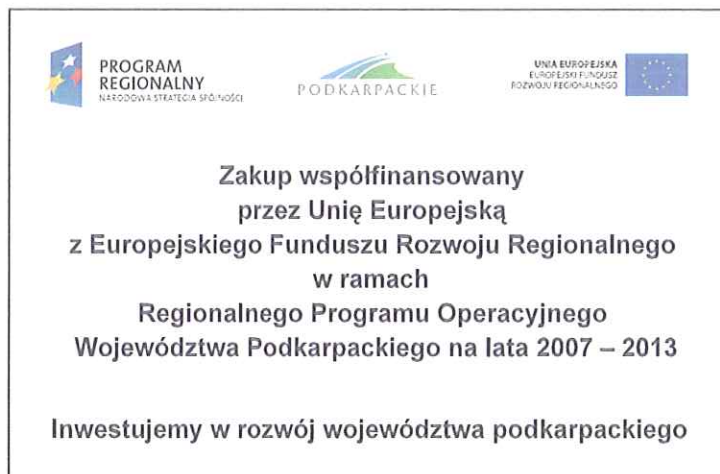 PROGRAM
REGIONALNY
NARODOWA STRATEGIA SPÓJNOŚCI
PODKARPACKIE
UNIA EUROPEJSKA
EUROPEJSKI FUNDUSZ
ROZWOJU REGIONALNEGO
Zakup współfinansowany
przez Unię Europejską
z Europejskiego Funduszu Rozwoju Regionalnego
w ramach
Regionalnego Programu Operacyjnego
Województwa Podkarpackiego na lata 2007 – 2013
Inwestujemy w rozwój województwa podkarpackiego